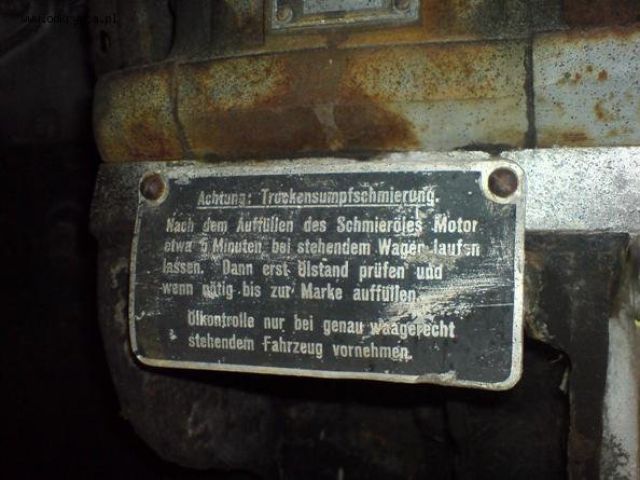 Achtung: Trockensumpfschmierung.
Nach dem Auffüllen des Schmieröles Motor
etwa 5 Minuten bei stehendem Wagen laufen
lassen. Dann erst Ölstand prüfen und
wenn nötig bis zur Marke auffüllen.
Ölkontrolle nur bei genau waagerecht
stehendem Fahrzeug vornehmen.